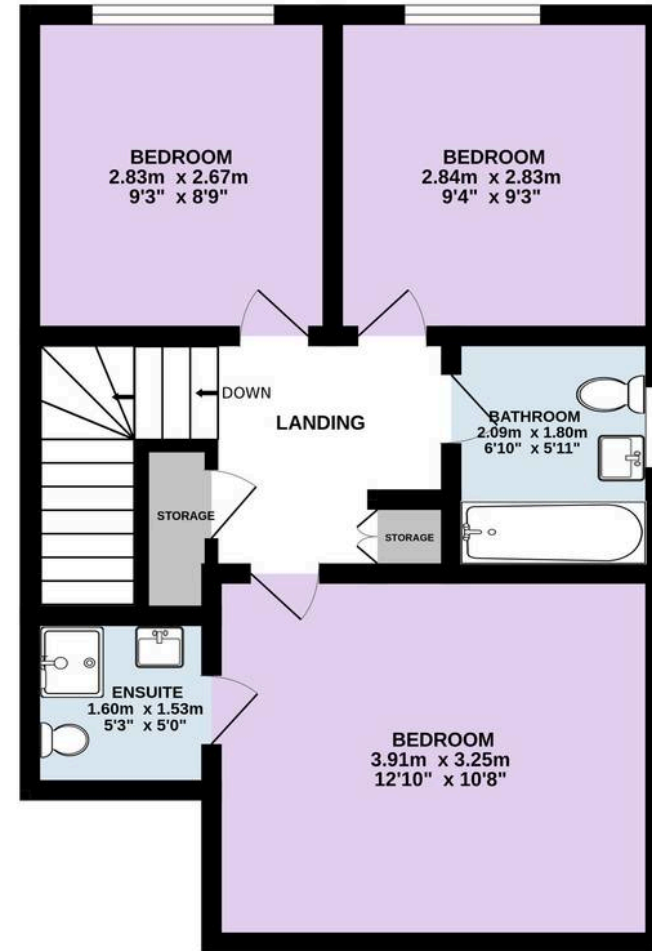 BEDROOM
2.83m x 2.67m
9'3" x 8'9"
BEDROOM
2.84m x 2.83m
9'4" x 9'3"
DOWN
LANDING
BATHROOM
2.09m x 1.80m
6'10" x 5'11"
STORAGE
STORAGE
ENSUITE
1.60m x 1.53m
5'3" x 5'0"
BEDROOM
3.91m x 3.25m
12'10" x 10'8"